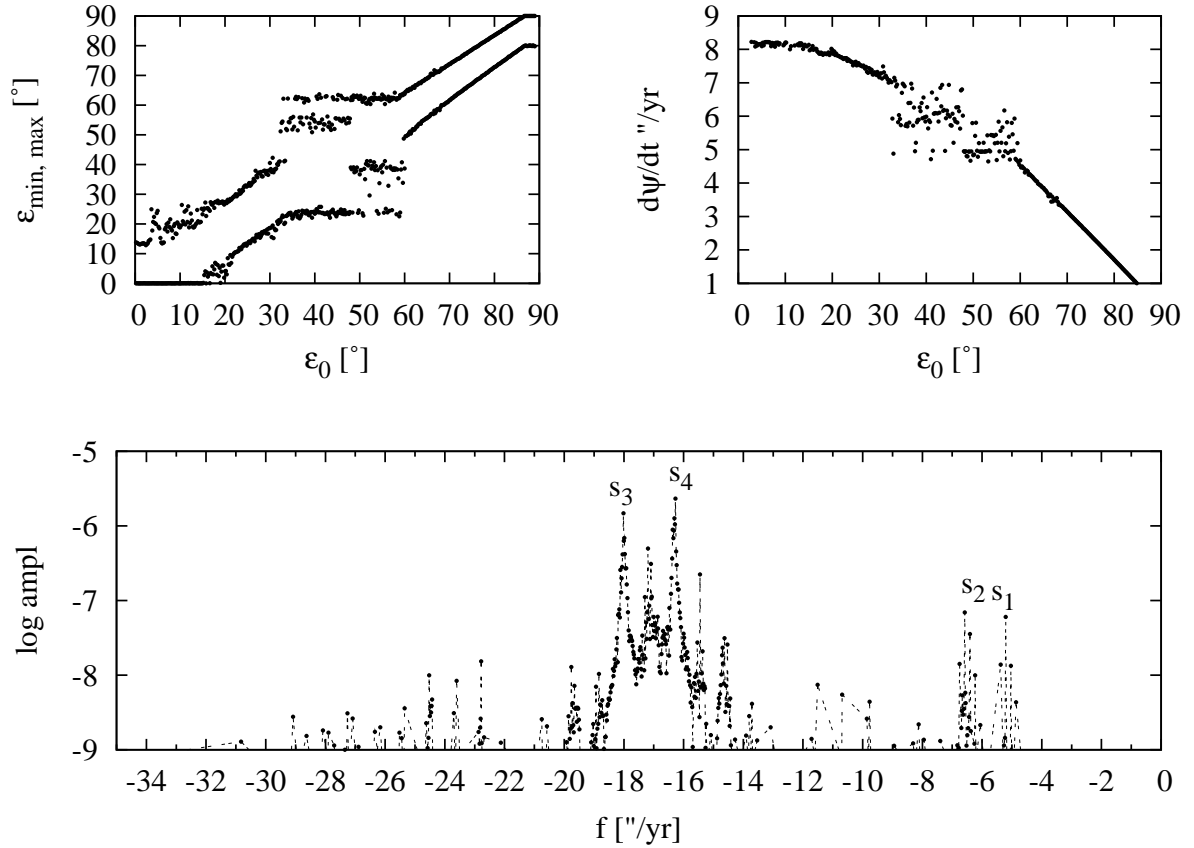 90
80
70
60
50
40
30
20
10
0
ε_min, max [°]
0 10 20 30 40 50 60 70 80 90
ε_0 [°]
9
8
7
6
5
4
3
2
1
dψ/dt "/yr
0 10 20 30 40 50 60 70 80 90
ε_0 [°]
-5
-6
-7
-8
-9
log ampl
s_3
s_4
s_2
s_1
-34 -32 -30 -28 -26 -24 -22 -20 -18 -16 -14 -12 -10 -8 -6 -4 -2 0
f ["/yr]